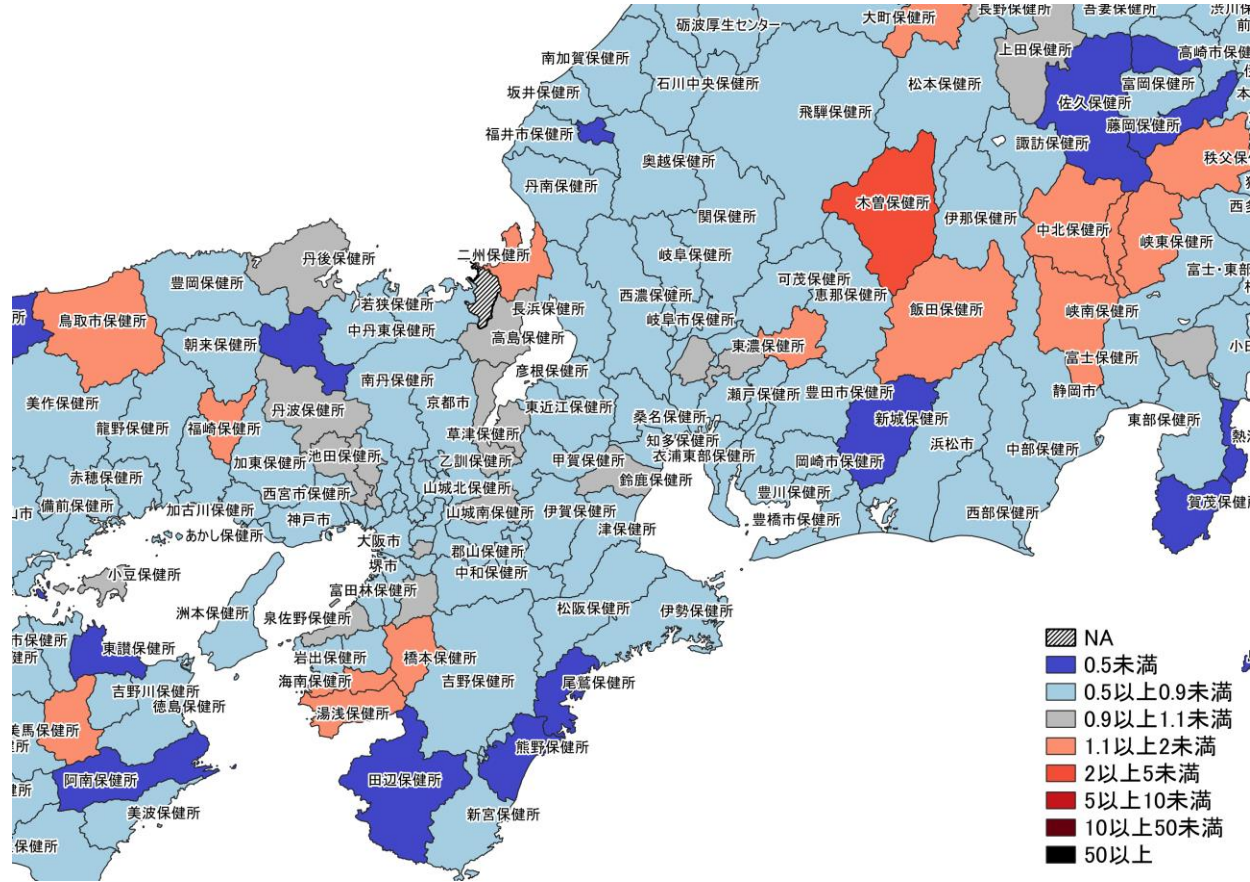 砺波厚生センター
大町保健所
長野保健所
吾妻保健所
渋川保
前
南加賀保健所
上田保健所
高崎市保健
石川中央保健所
松本保健所
富岡保健所
坂井保健所
佐久保健所
本
飛騨保健所
福井市保健所
藤岡保健所
諏訪保健所
奥越保健所
秩父保健
丹南保健所
木曽保健所
西多
関保健所
伊那保健所
中北保健所
峡東保健所
二州保健所
丹後保健所
岐阜保健所
富士・東部
豊岡保健所
可茂保健所
恵那保健所
若狭保健所
長浜保健所
西濃保健所
飯田保健所
峡南保健所
所
鳥取市保健所
中丹東保健所
岐阜市保健所
高島保健所
朝来保健所
東濃保健所
小田
富士保健所
彦根保健所
南丹保健所
瀬戸保健所
豊田市保健所
静岡市
美作保健所
京都市
東近江保健所
丹波保健所
桑名保健所
新城保健所
東部保健所
熱海
龍野保健所
福崎保健所
草津保健所
知多保健所
浜松市
中部保健所
加東保健所
池田保健所
乙訓保健所
甲賀保健所
衣浦東部保健所
岡崎市保健所
赤穂保健所
鈴鹿保健所
西宮市保健所
山城北保健所
豊川保健所
賀茂保健所
備前保健所
加古川保健所
山城南保健所
伊賀保健所
西部保健所
山市
神戸市
豊橋市保健所
あかし保健所
大阪市
津保健所
郡山保健所
堺市
中和保健所
小豆保健所
富田林保健所
洲本保健所
泉佐野保健所
松阪保健所
伊勢保健所
市保健所
東讃保健所
健所
岩出保健所
橋本保健所
海南保健所
吉野保健所
尾鷲保健所
吉野川保健所
徳島保健所
湯浅保健所
美馬保健所
熊野保健所
阿南保健所
田辺保健所
新宮保健所
美波保健所
保健所
NA
0.5未満
0.5以上0.9未満
0.9以上1.1未満
1.1以上2未満
2以上5未満
5以上10未満
10以上50未満
50以上